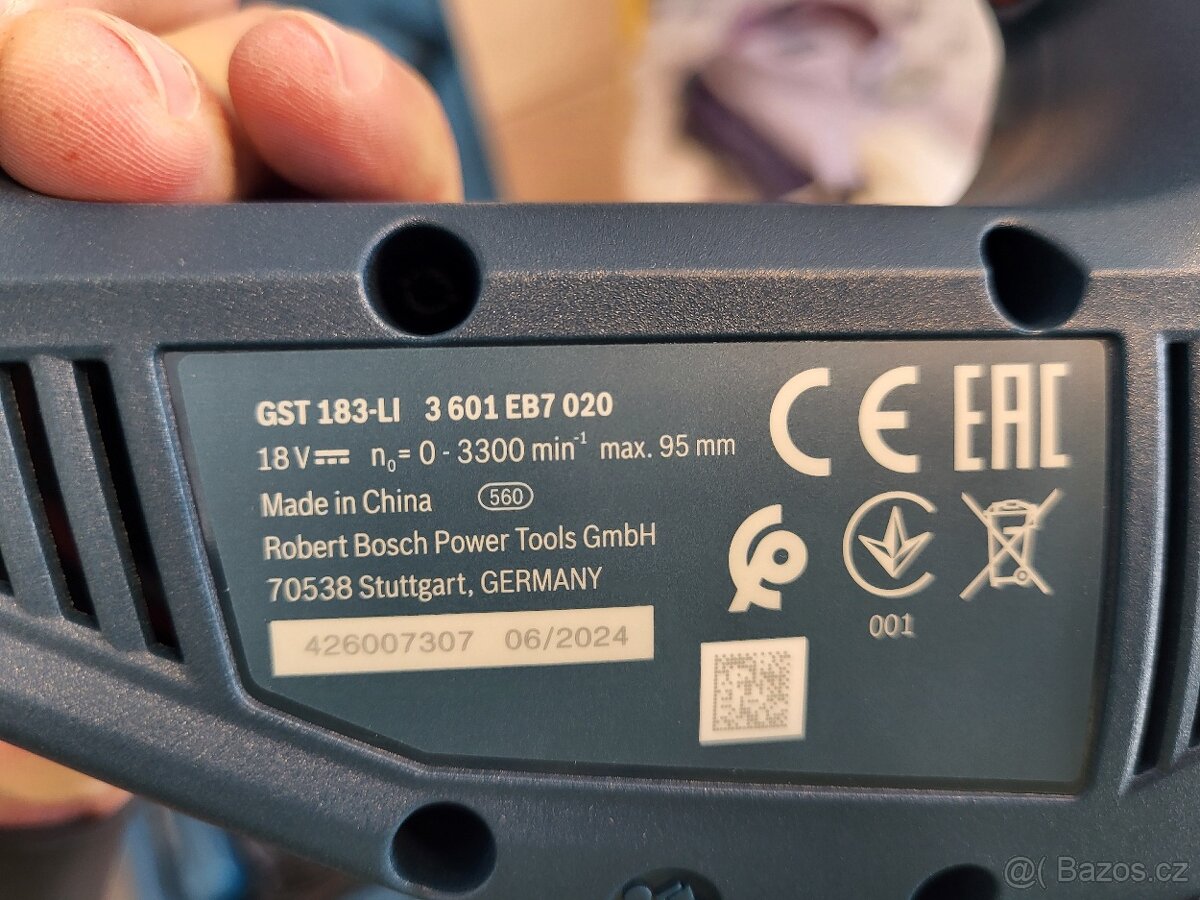 GST 183-LI 3 601 EB7 020
18 V n₀ = 0 - 3300 min⁻¹ max. 95 mm
Made in China 560
Robert Bosch Power Tools GmbH
70538 Stuttgart, GERMANY
426007307 06/2024
CE EAC
001
@( Bazos.cz